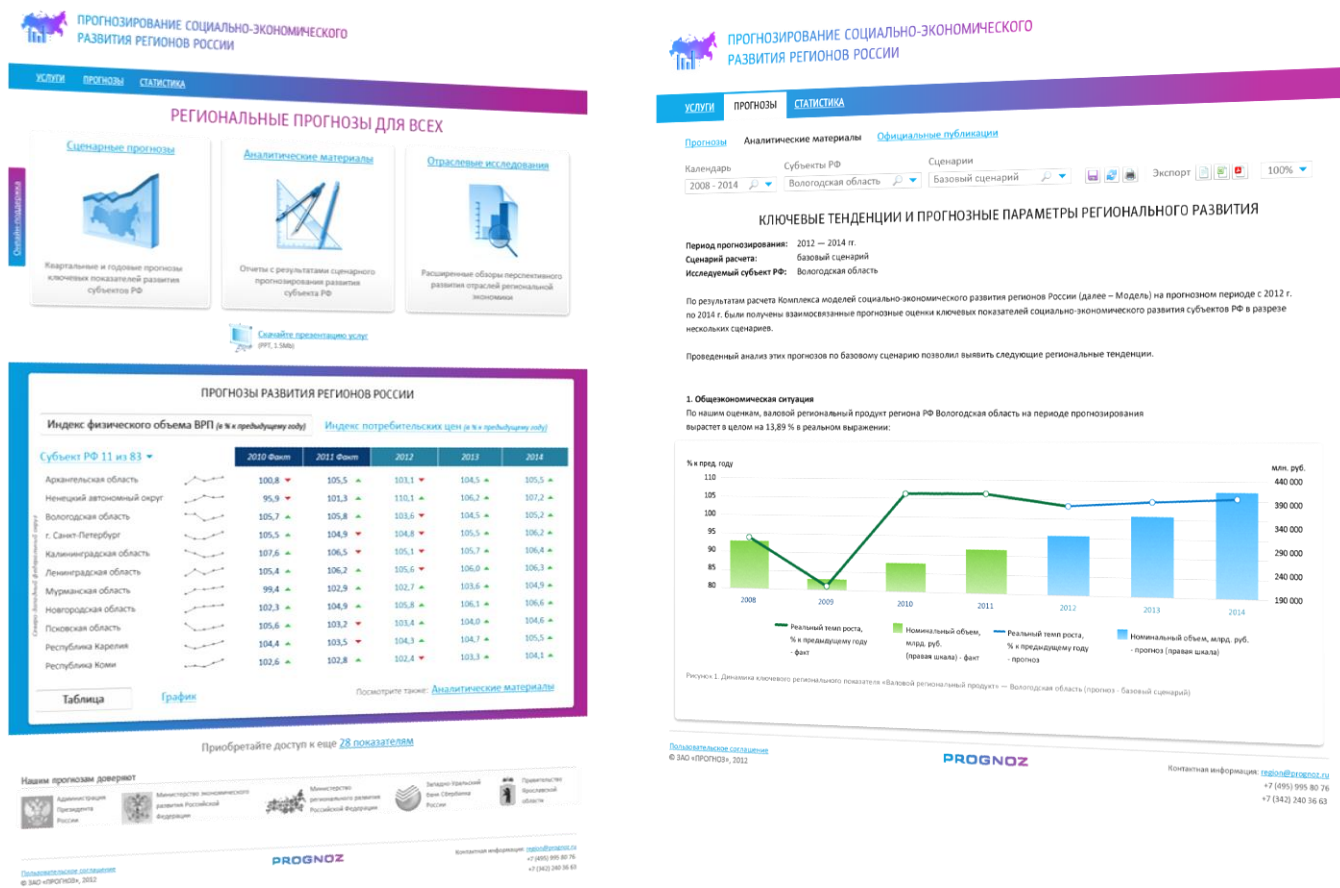 ПРОГНОЗИРОВАНИЕ СОЦИАЛЬНО-ЭКОНОМИЧЕСКОГО
РАЗВИТИЯ РЕГИОНОВ РОССИИ
УСЛУГИ ПРОГНОЗЫ СТАТИСТИКА
РЕГИОНАЛЬНЫЕ ПРОГНОЗЫ ДЛЯ ВСЕХ
Онлайн-поддержка
Сценарные прогнозы
Квартальные и годовые прогнозы
ключевых показателей развития
субъектов РФ
Аналитические материалы
Отчеты с результатами сценарного
прогнозирования развития
субъекта РФ
Отраслевые исследования
Расширенные обзоры перспективного
развития отраслей региональной
экономики
Скачайте презентацию услуг
(PPT, 1.5Mb)
ПРОГНОЗЫ РАЗВИТИЯ РЕГИОНОВ РОССИИ
Индекс физического объема ВРП (в % к предыдущему году) Индекс потребительских цен (в % к предыдущему году)
Субъект РФ 11 из 83 2010 Факт 2011 Факт 2012 2013 2014
Северо-Западный федеральный округ
Архангельская область 100,8 105,5 103,1 104,5 105,5
Ненецкий автономный округ 95,9 101,3 110,1 106,2 107,2
Вологодская область 105,7 105,8 103,6 104,5 105,2
г. Санкт-Петербург 105,5 104,9 104,8 105,5 106,2
Калининградская область 107,6 106,5 105,1 105,7 106,4
Ленинградская область 105,4 106,2 105,6 106,0 106,3
Мурманская область 99,4 102,9 102,7 103,6 104,9
Новгородская область 102,3 104,9 105,8 106,1 106,6
Псковская область 105,6 103,2 103,4 104,0 104,6
Республика Карелия 104,4 103,5 104,3 104,7 105,5
Республика Коми 102,6 102,8 102,4 103,3 104,1
Таблица График Посмотрите также: Аналитические материалы
Приобретайте доступ к еще 28 показателям
Нашим прогнозам доверяют
Администрация
Президента
России
Министерство экономического
развития Российской
Федерации
Министерство
регионального развития
Российской Федерации
Западно-Уральский
банк Сбербанка
России
Правительство
Ярославской
области
Пользовательское соглашение
© ЗАО «ПРОГНОЗ», 2012
PROGNOZ
Контактная информация: region@prognoz.ru
+7 (495) 995 80 76
+7 (342) 240 36 63
ПРОГНОЗИРОВАНИЕ СОЦИАЛЬНО-ЭКОНОМИЧЕСКОГО
РАЗВИТИЯ РЕГИОНОВ РОССИИ
УСЛУГИ ПРОГНОЗЫ СТАТИСТИКА
Прогнозы Аналитические материалы Официальные публикации
Календарь Субъекты РФ Сценарии
2008 - 2014 Вологодская область Базовый сценарий Экспорт 100%
КЛЮЧЕВЫЕ ТЕНДЕНЦИИ И ПРОГНОЗНЫЕ ПАРАМЕТРЫ РЕГИОНАЛЬНОГО РАЗВИТИЯ
Период прогнозирования: 2012 — 2014 гг.
Сценарий расчета: базовый сценарий
Исследуемый субъект РФ: Вологодская область
По результатам расчета Комплекса моделей социально-экономического развития регионов России (далее – Модель) на прогнозном периоде с 2012 г.
по 2014 г. были получены взаимосвязанные прогнозные оценки ключевых показателей социально-экономического развития субъектов РФ в разрезе
нескольких сценариев.
Проведенный анализ этих прогнозов по базовому сценарию позволил выявить следующие региональные тенденции.
1. Общеэкономическая ситуация
По нашим оценкам, валовой региональный продукт региона РФ Вологодская область на периоде прогнозирования
вырастет в целом на 13,89 % в реальном выражении:
% к пред. году млн. руб.
110 440 000
105 390 000
100 340 000
95 290 000
90 240 000
85 190 000
80
2008 2009 2010 2011 2012 2013 2014
Реальный темп роста,
% к предыдущему году
- факт
Номинальный объем,
млрд. руб.
(правая шкала) - факт
Реальный темп роста,
% к предыдущему году
- прогноз
Номинальный объем, млрд. руб.
- прогноз (правая шкала)
Рисунок 1. Динамика ключевого регионального показателя «Валовой региональный продукт» — Вологодская область (прогноз - базовый сценарий)
Пользовательское соглашение
© ЗАО «ПРОГНОЗ», 2012
PROGNOZ
Контактная информация: region@prognoz.ru
+7 (495) 995 80 76
+7 (342) 240 36 63